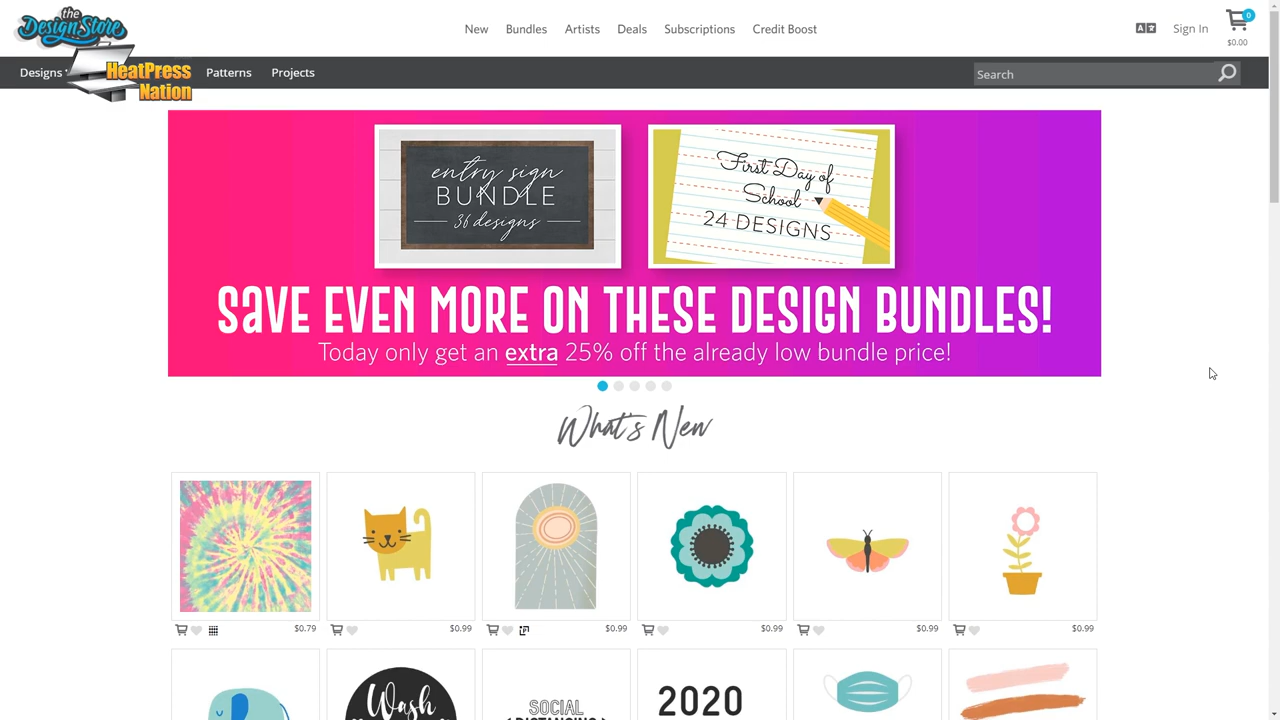 the
Design Store
New Bundles Artists Deals Subscriptions Credit Boost
Sign In
0
$0.00
Designs
HeatPress
Nation
Patterns Projects
Search
entry sign
BUNDLE
36 designs
First Day of
School
24 DESIGNS
SAVE EVEN MORE ON THESE DESIGN BUNDLES!
Today only get an extra 25% off the already low bundle price!
What's New
$0.79
$0.99
$0.99
$0.99
$0.99
$0.99
Wash
SOCIAL
DISTANCING
2020